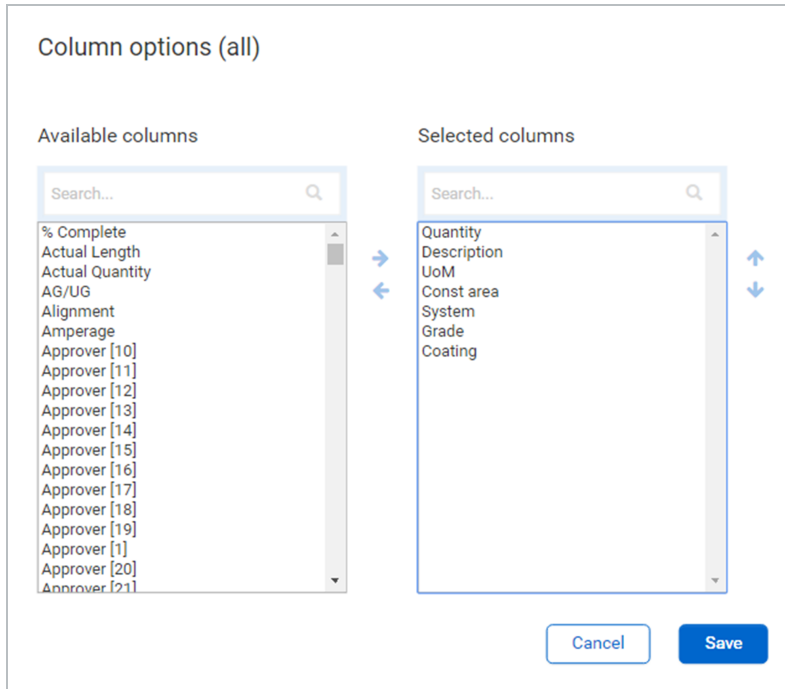 Column options (all)
Available columns
Search...
% Complete
Actual Length
Actual Quantity
AG/UG
Alignment
Amperage
Approver [10]
Approver [11]
Approver [12]
Approver [13]
Approver [14]
Approver [15]
Approver [16]
Approver [17]
Approver [18]
Approver [19]
Approver [1]
Approver [20]
Approver [21]
Selected columns
Search...
Quantity
Description
UoM
Const area
System
Grade
Coating
Cancel
Save